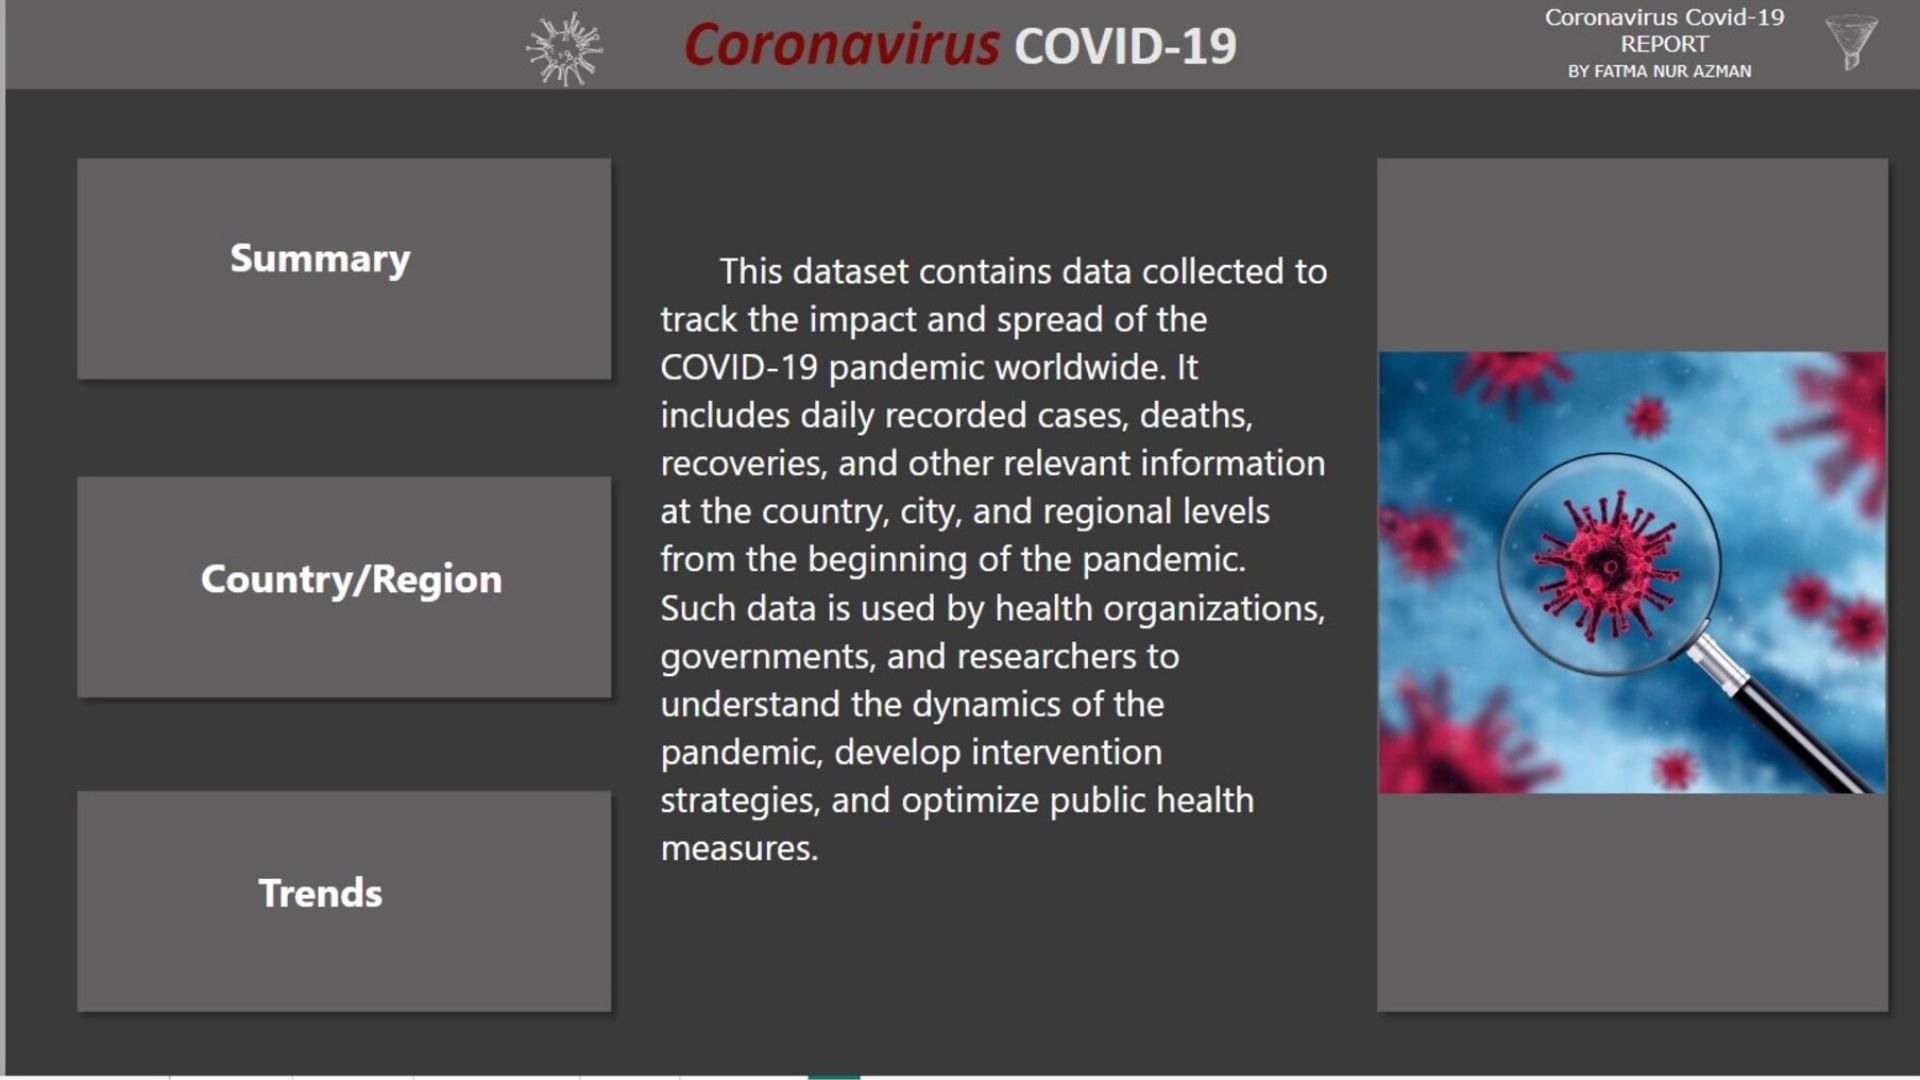 Coronavirus COVID-19
Coronavirus Covid-19
REPORT
BY FATMA NUR AZMAN
Summary
Country/Region
Trends
This dataset contains data collected to
track the impact and spread of the
COVID-19 pandemic worldwide. It
includes daily recorded cases, deaths,
recoveries, and other relevant information
at the country, city, and regional levels
from the beginning of the pandemic.
Such data is used by health organizations,
governments, and researchers to
understand the dynamics of the
pandemic, develop intervention
strategies, and optimize public health
measures.